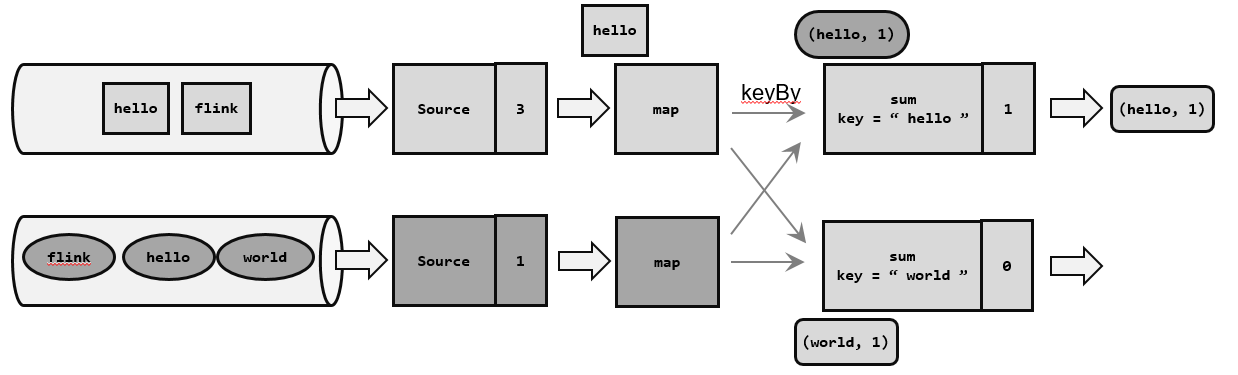 hello
(hello, 1)
hello
flink
Source
3
map
keyBy
sum
key = “ hello ”
1
(hello, 1)
flink
hello
world
Source
1
map
sum
key = “ world ”
0
(world, 1)